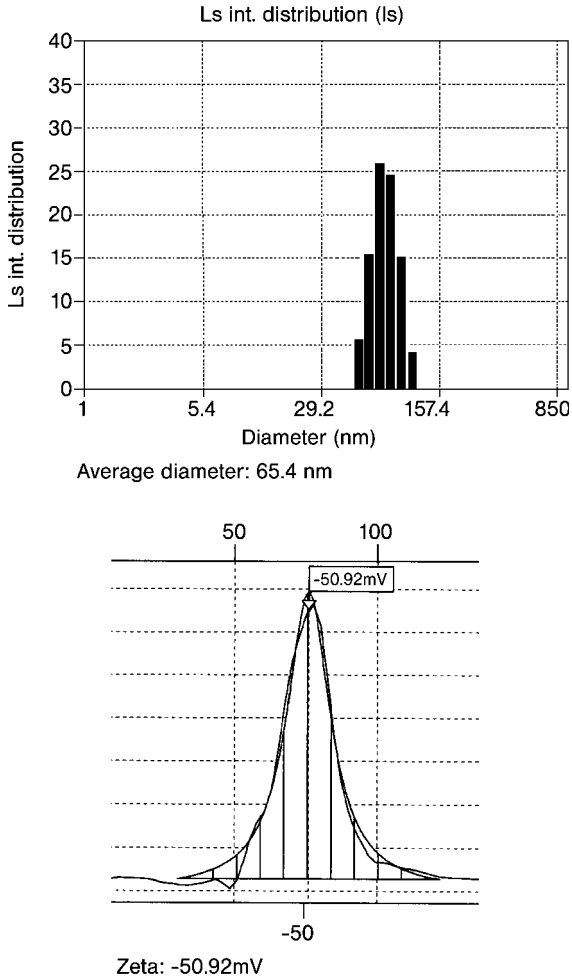 Ls int. distribution (ls)
40
35
30
25
20
15
10
5
0
Ls int. distribution
1 5.4 29.2 157.4 850
Diameter (nm)
Average diameter: 65.4 nm
50 100
-50.92mV
-50
Zeta: -50.92mV